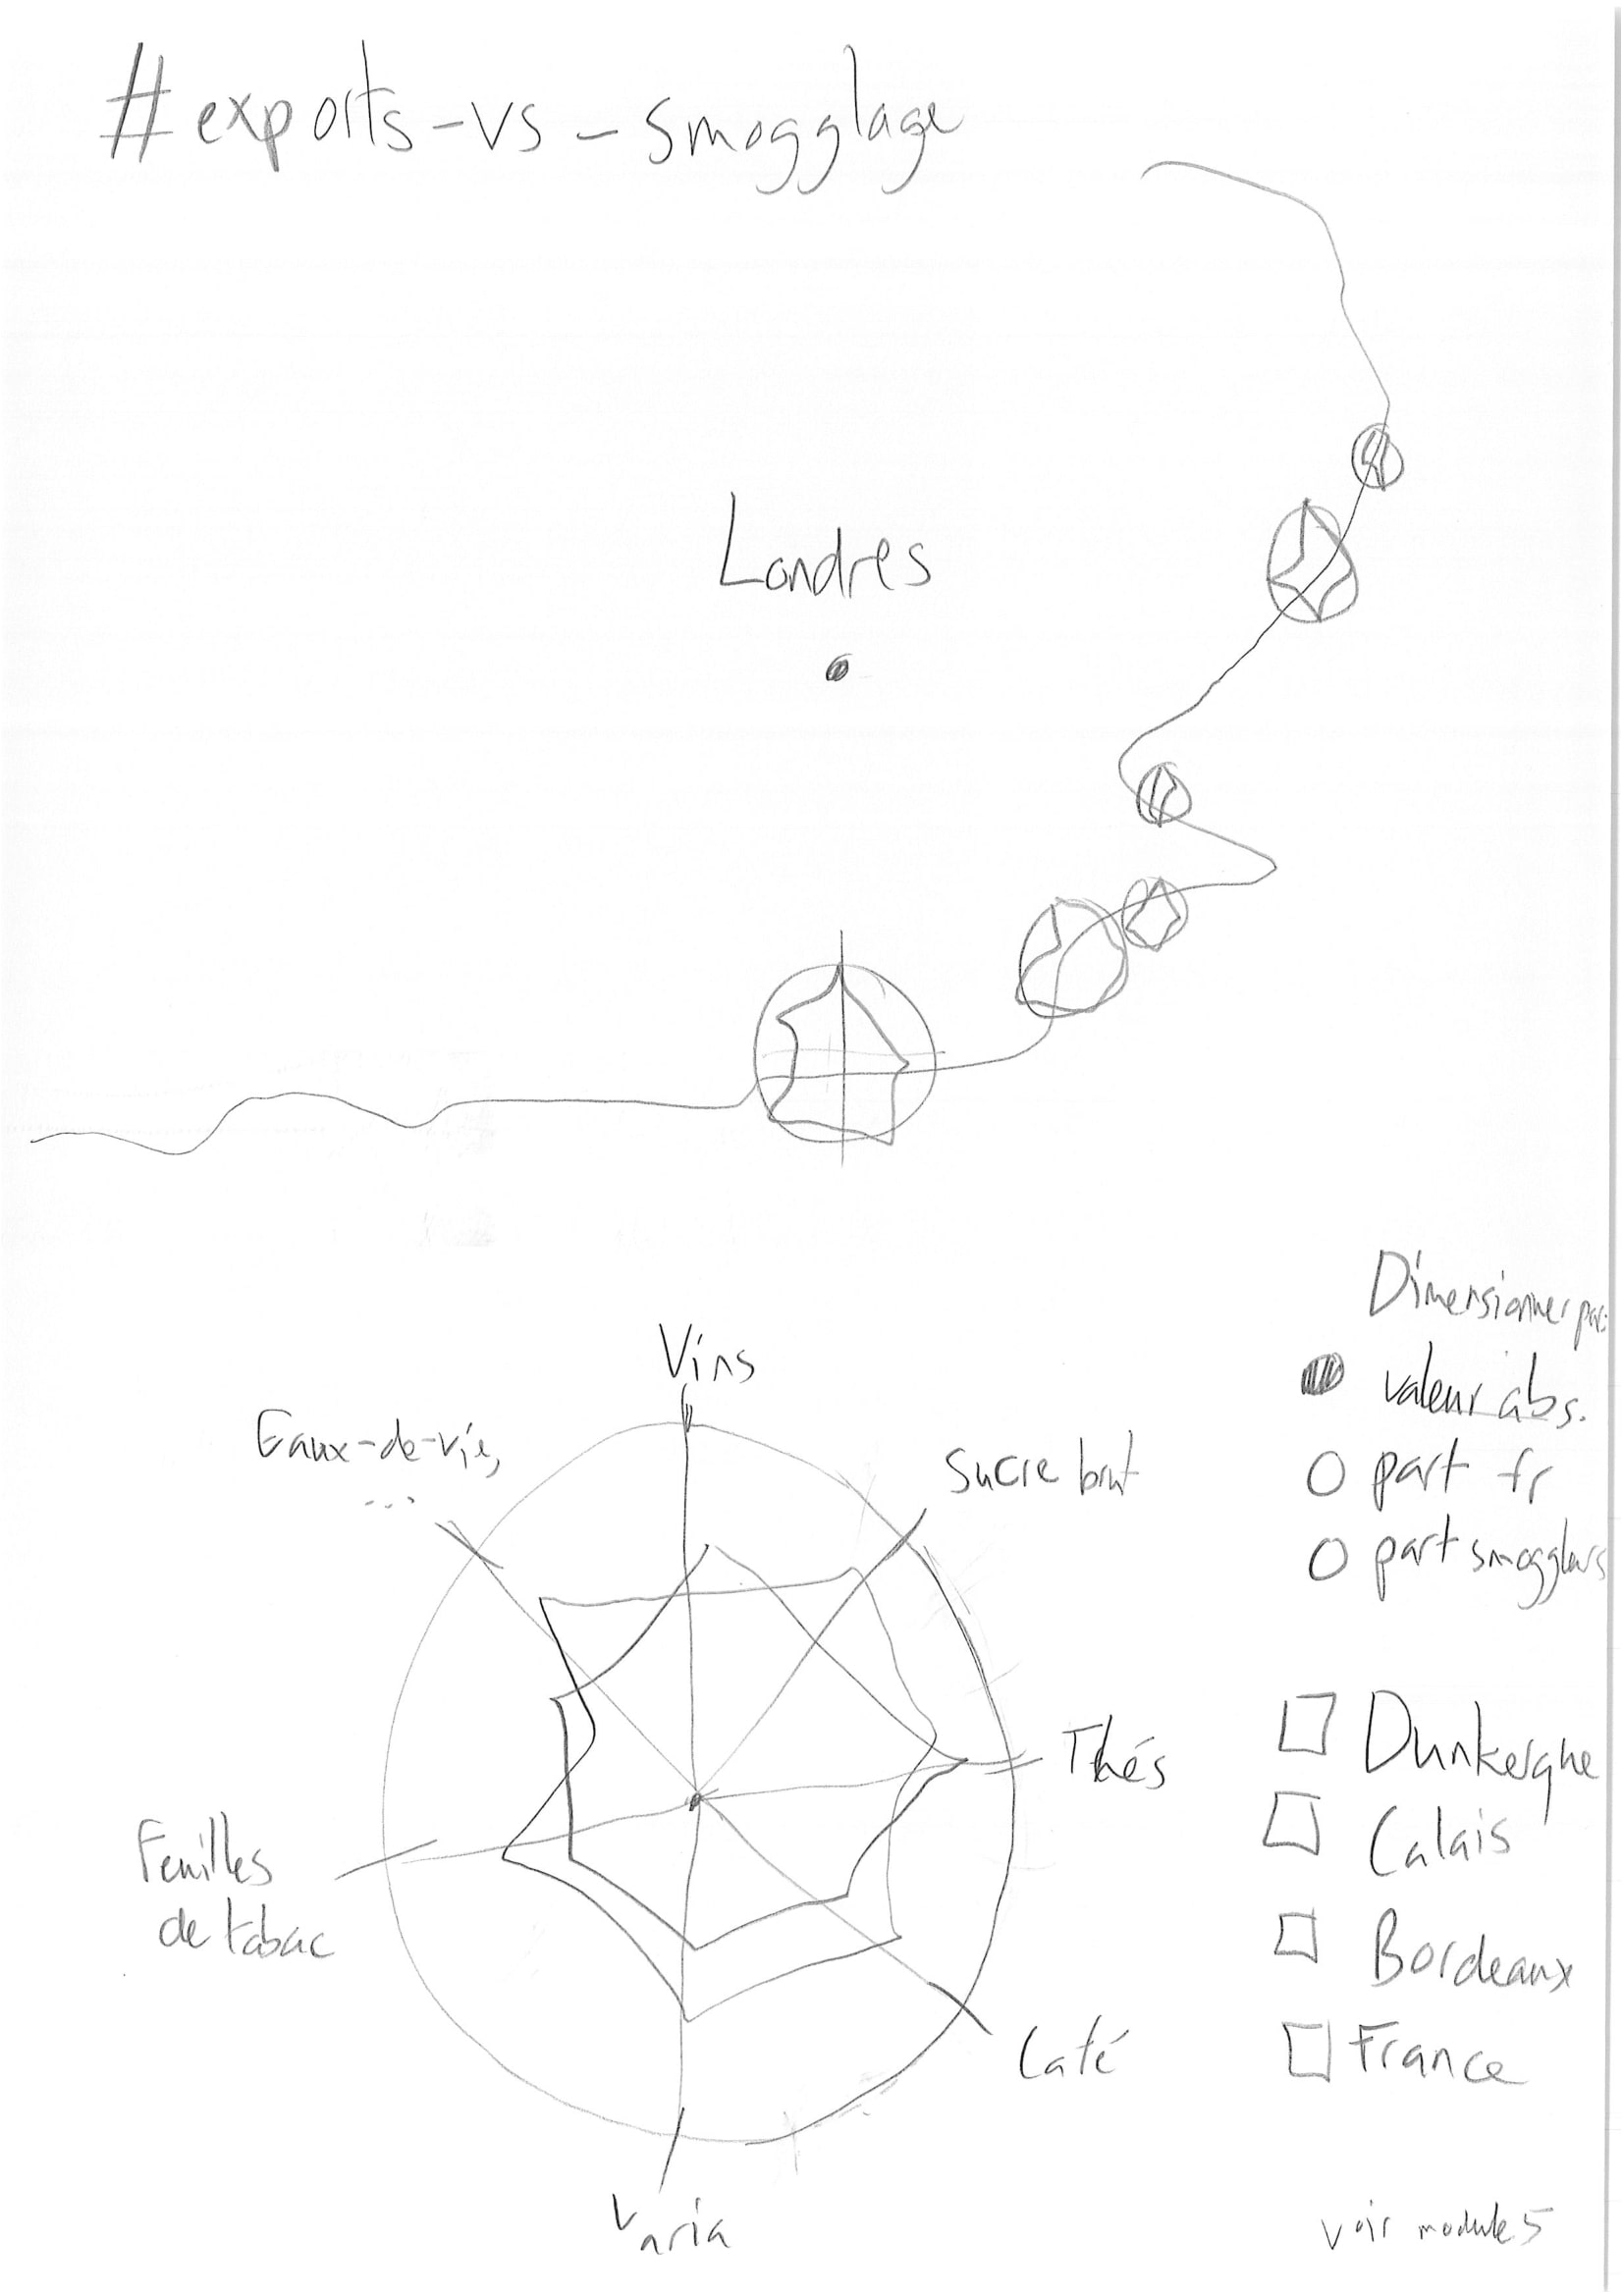 #exports-vs-smogglage
Londres
Dimensionner par:
valeur abs.
part fr
part smogglers
Vins
Eaux-de-vie,
...
Sucre brut
Thés
Feuilles
de tabac
Café
Varia
Dunkerque
Calais
Bordeaux
France
voir module 5